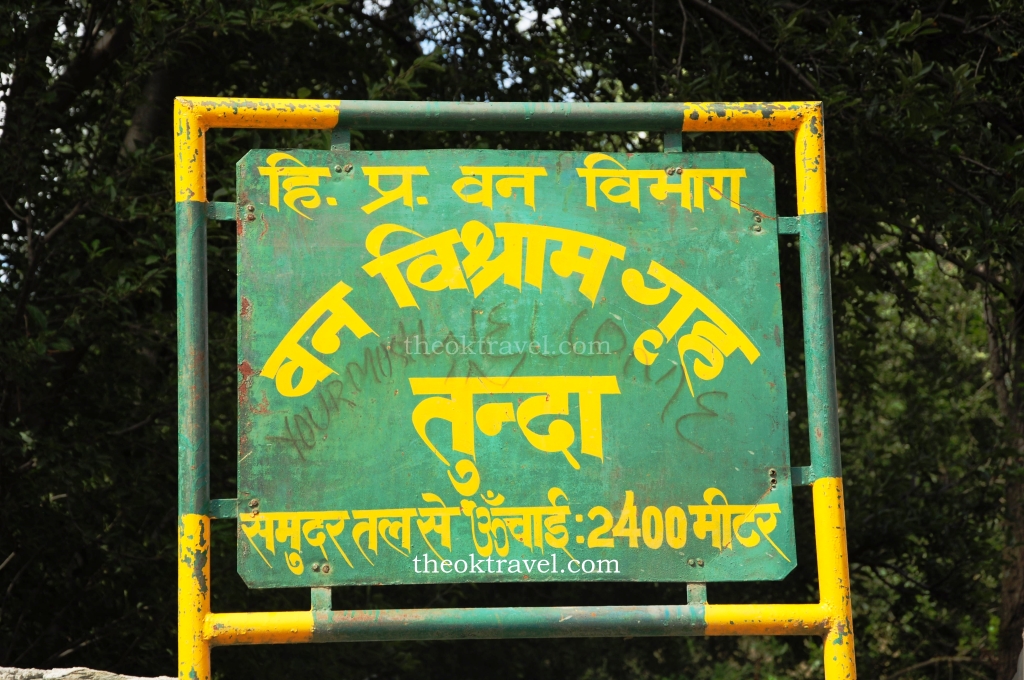 हि. प्र. वन विभाग
वन विश्राम गृह
theoktravel.com
तुन्दा
समुदर तल से ऊँचाई : 2400 मीटर
theoktravel.com